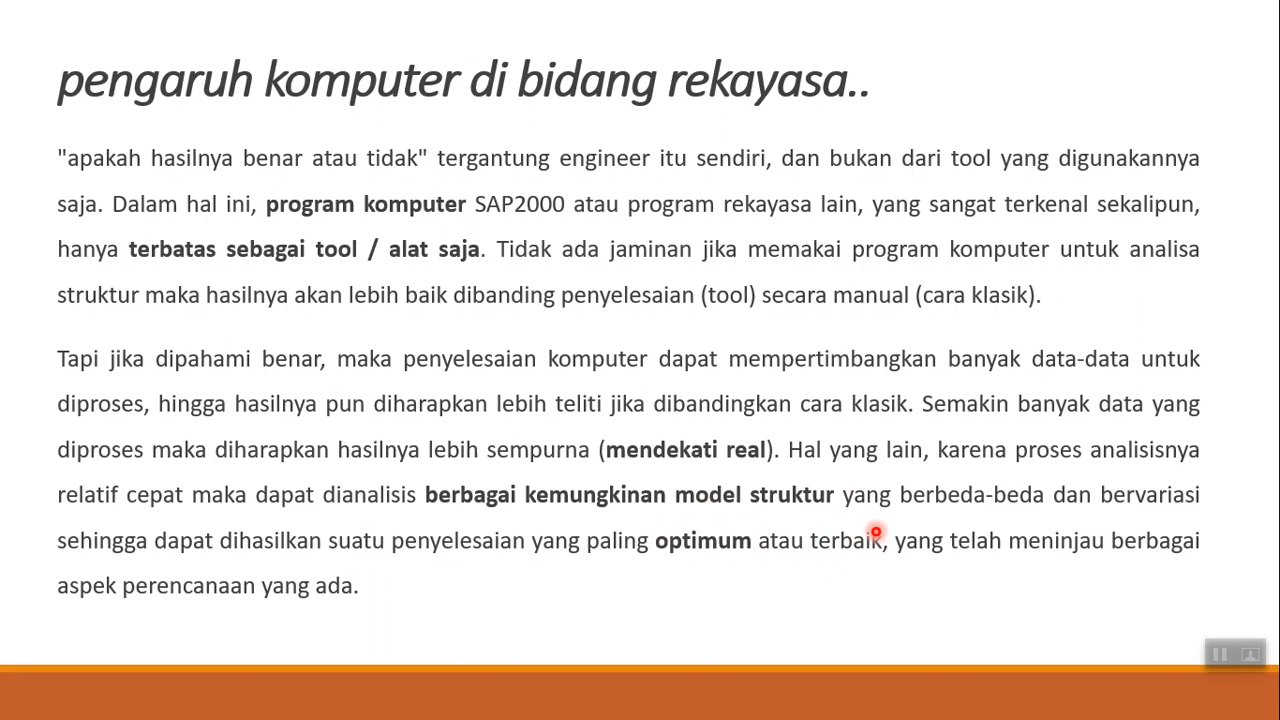 pengaruh komputer di bidang rekayasa..
"apakah hasilnya benar atau tidak" tergantung engineer itu sendiri, dan bukan dari tool yang digunakannya
saja. Dalam hal ini, program komputer SAP2000 atau program rekayasa lain, yang sangat terkenal sekalipun,
hanya terbatas sebagai tool / alat saja. Tidak ada jaminan jika memakai program komputer untuk analisa
struktur maka hasilnya akan lebih baik dibanding penyelesaian (tool) secara manual (cara klasik).
Tapi jika dipahami benar, maka penyelesaian komputer dapat mempertimbangkan banyak data-data untuk
diproses, hingga hasilnya pun diharapkan lebih teliti jika dibandingkan cara klasik. Semakin banyak data yang
diproses maka diharapkan hasilnya lebih sempurna (mendekati real). Hal yang lain, karena proses analisisnya
relatif cepat maka dapat dianalisis berbagai kemungkinan model struktur yang berbeda-beda dan bervariasi
sehingga dapat dihasilkan suatu penyelesaian yang paling optimum atau terbaik, yang telah meninjau berbagai
aspek perencanaan yang ada.